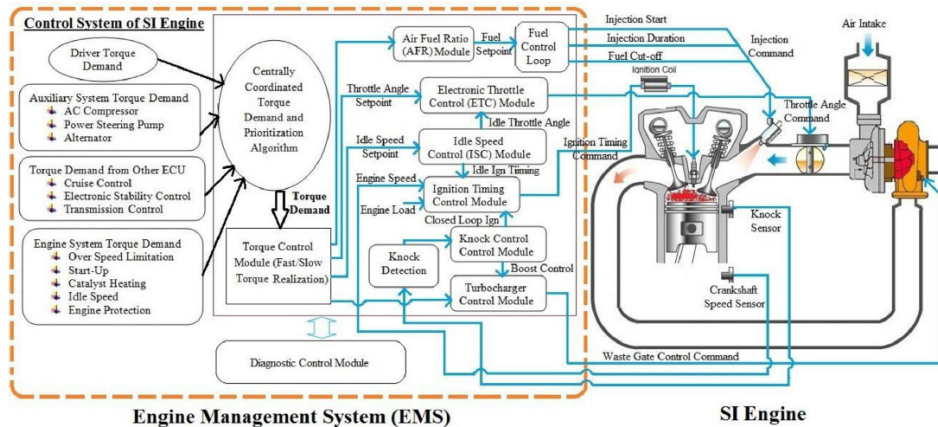 Control System of SI Engine
Driver Torque
Demand
Auxiliary System Torque Demand
AC Compressor
Power Steering Pump
Alternator
Torque Demand from Other ECU
Cruise Control
Electronic Stability Control
Transmission Control
Engine System Torque Demand
Over Speed Limitation
Start-Up
Catalyst Heating
Idle Speed
Engine Protection
Centrally
Coordinated
Torque
Demand and
Prioritization
Algorithm
Torque
Demand
Torque Control
Module (Fast/Slow
Torque Realization)
Diagnostic Control Module
Air Fuel Ratio
(AFR) Module
Fuel
Setpoint
Fuel
Control
Loop
Throttle Angle
Setpoint
Electronic Throttle
Control (ETC) Module
Idle Throttle Angle
Idle Speed
Setpoint
Idle Speed
Control (ISC) Module
Idle Ign Tiiming
Engine Speed
Ignition Timing
Control Module
Engine Load
Closed Loop Ign
Knock
Detection
Knock Control
Control Module
Boost Control
Turbocharger
Control Module
Injection Start
Injection Duration
Fuel Cut-off
Ignition Coil
Ignition Timing
Command
Injection
Command
Throttle Angle
Command
Air Intake
Knock
Sensor
Crankshaft
Speed Sensor
Waste Gate Control Command
Engine Management System (EMS)
SI Engine